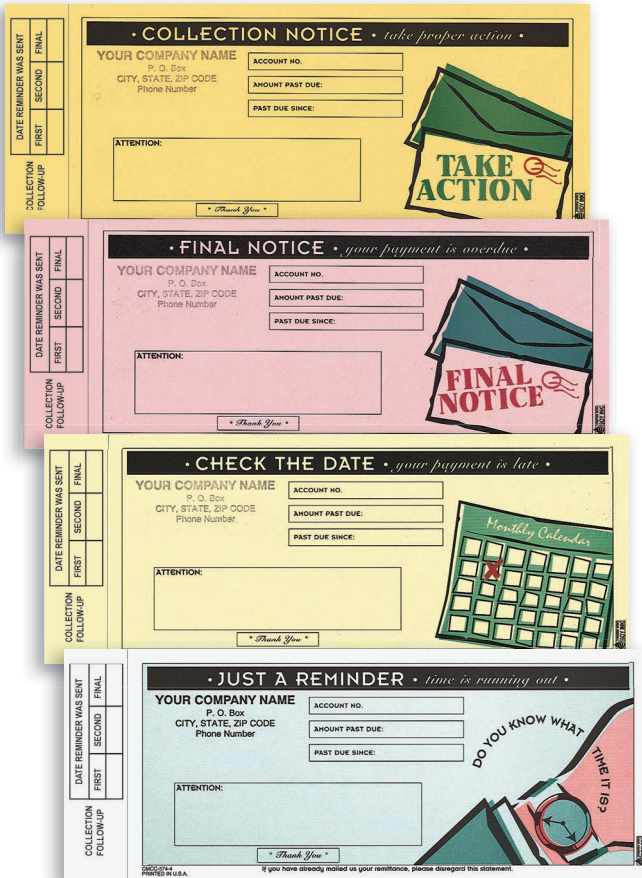 DATE REMINDER WAS SENT
FIRST SECOND FINAL
COLLECTION
FOLLOW-UP
• COLLECTION NOTICE • take proper action •
YOUR COMPANY NAME
P. O. Box
CITY, STATE, ZIP CODE
Phone Number
ACCOUNT NO.
AMOUNT PAST DUE:
PAST DUE SINCE:
ATTENTION:
TAKE
ACTION
• Thank You •
DATE REMINDER WAS SENT
FIRST SECOND FINAL
COLLECTION
FOLLOW-UP
• FINAL NOTICE • your payment is overdue •
YOUR COMPANY NAME
P. O. Box
CITY, STATE, ZIP CODE
Phone Number
ACCOUNT NO.
AMOUNT PAST DUE:
PAST DUE SINCE:
ATTENTION:
FINAL
NOTICE
• Thank You •
DATE REMINDER WAS SENT
FIRST SECOND FINAL
COLLECTION
FOLLOW-UP
• CHECK THE DATE • your payment is late •
YOUR COMPANY NAME
P. O. Box
CITY, STATE, ZIP CODE
Phone Number
ACCOUNT NO.
AMOUNT PAST DUE:
PAST DUE SINCE:
ATTENTION:
Monthly Calendar
• Thank You •
DATE REMINDER WAS SENT
FIRST SECOND FINAL
COLLECTION
FOLLOW-UP
• JUST A REMINDER • time is running out •
YOUR COMPANY NAME
P. O. Box
CITY, STATE, ZIP CODE
Phone Number
ACCOUNT NO.
AMOUNT PAST DUE:
PAST DUE SINCE:
ATTENTION:
DO YOU KNOW WHAT TIME IT IS?
• Thank You •
CMCC-574-4
PRINTED IN U.S.A.
If you have already mailed us your remittance, please disregard this statement.